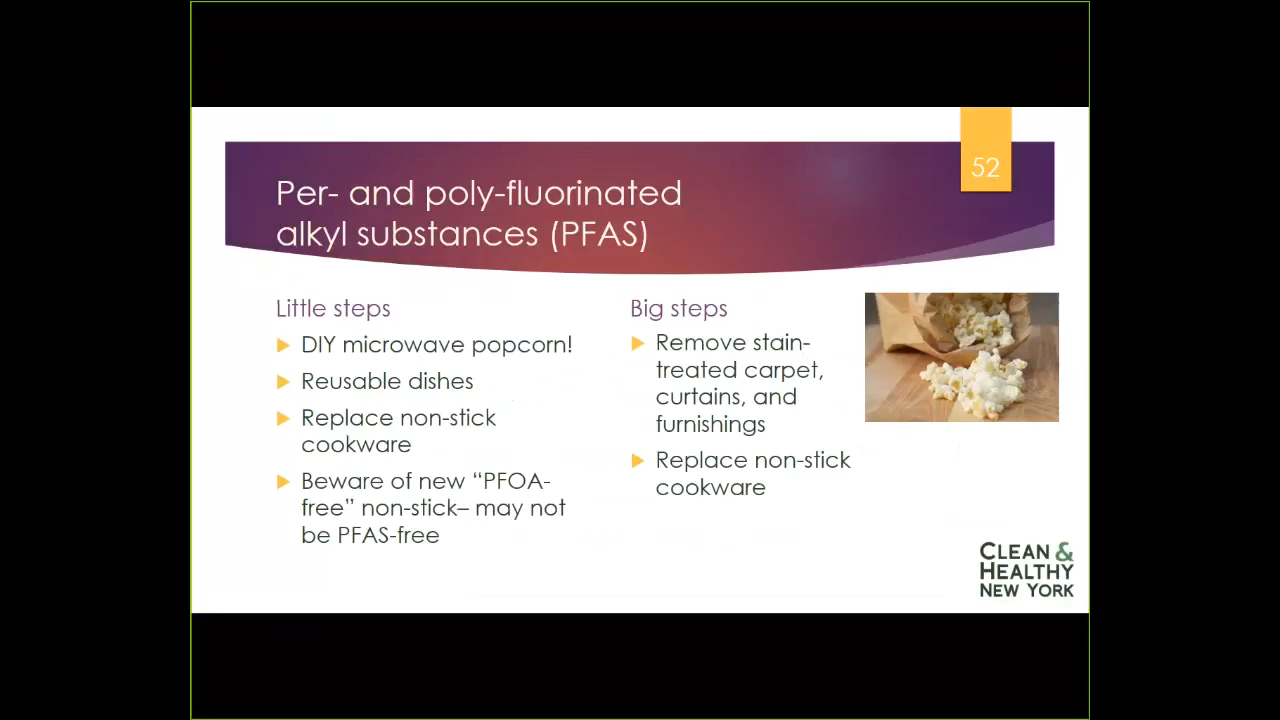 52
Per- and poly-fluorinated
alkyl substances (PFAS)
Little steps
DIY microwave popcorn!
Reusable dishes
Replace non-stick
cookware
Beware of new “PFOA-
free” non-stick– may not
be PFAS-free
Big steps
Remove stain-
treated carpet,
curtains, and
furnishings
Replace non-stick
cookware
CLEAN &
HEALTHY
NEW YORK